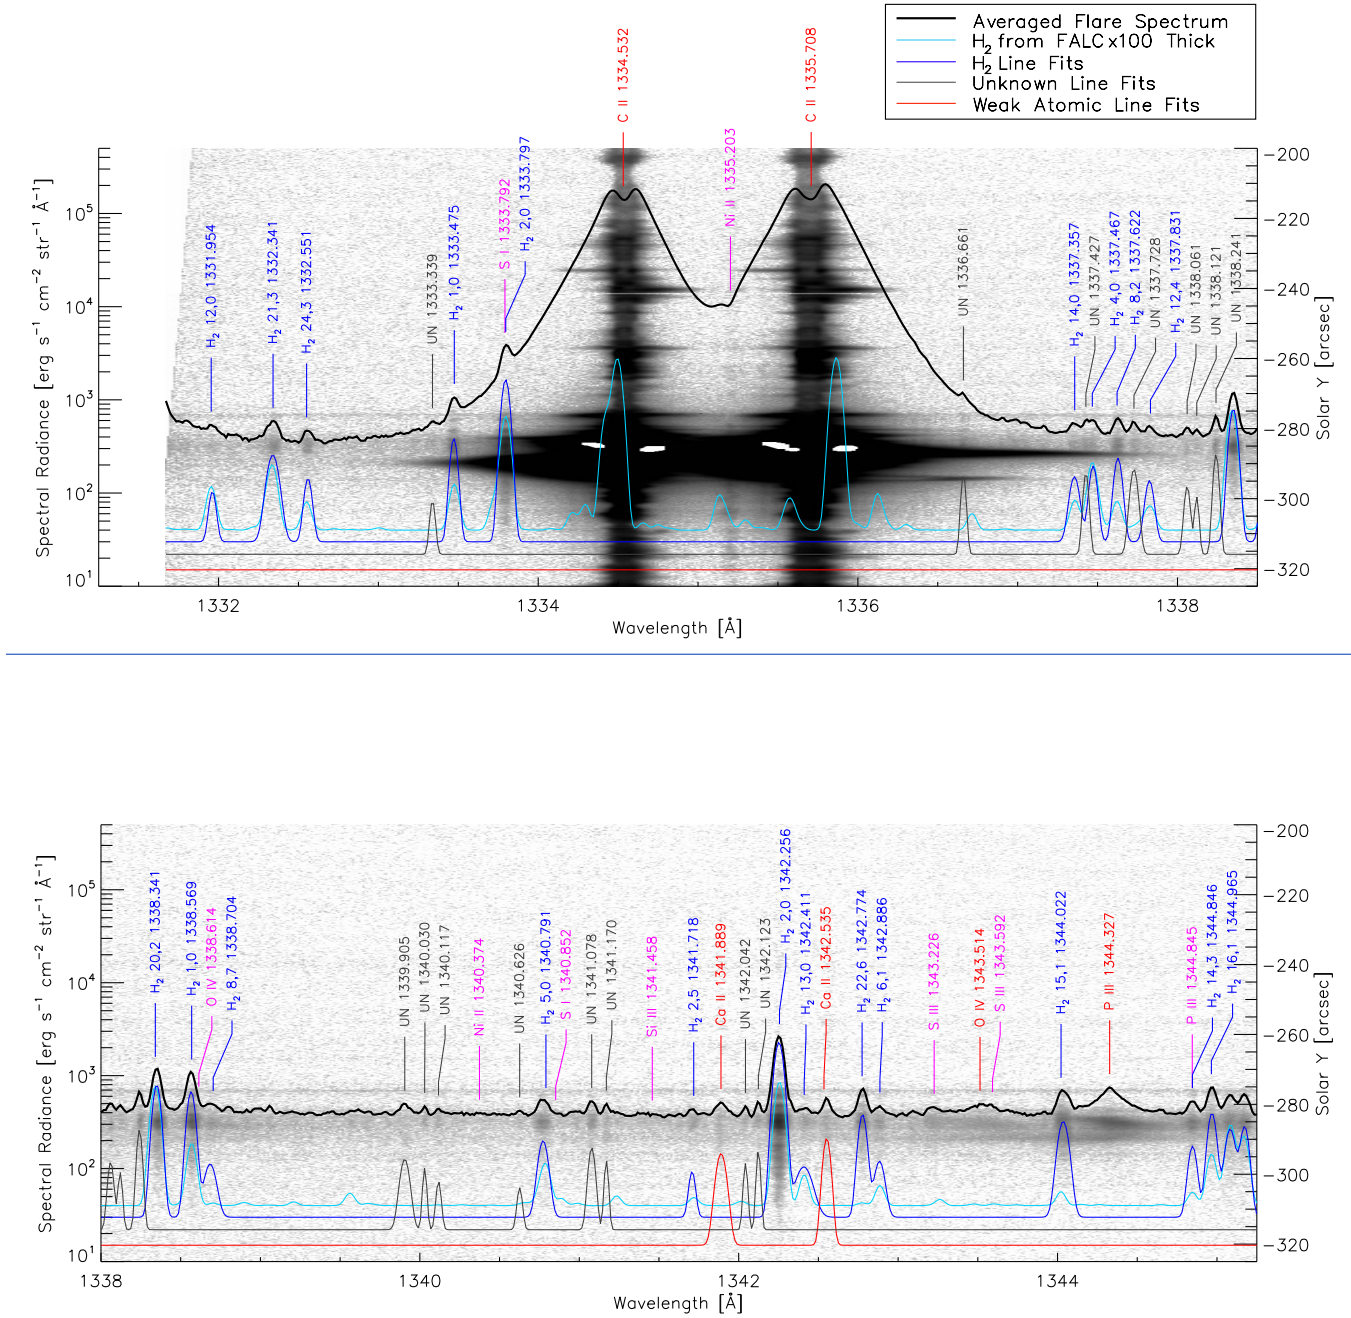 Averaged Flare Spectrum
H2 from FALCx100 Thick
H2 Line Fits
Unknown Line Fits
Weak Atomic Line Fits
C II 1334.532
C II 1335.708
H2 12,0 1331.954
H2 21,3 1332.341
H2 24,3 1332.551
UN 1333.339
H2 1,0 1333.475
S I 1333.792
H2 2,0 1333.797
Ni II 1335.203
UN 1336.661
H2 14,0 1337.357
UN 1337.427
H2 4,0 1337.467
H2 8,2 1337.622
UN 1337.728
H2 12,4 1337.831
UN 1338.061
UN 1338.121
UN 1338.241
Spectral Radiance [erg s⁻¹ cm⁻² str⁻¹ Å⁻¹]
10⁵
10⁴
10³
10²
10¹
−200
−220
−240
−260
−280
−300
−320
Solar Y [arcsec]
1332
1334
1336
1338
Wavelength [Å]
H2 20,2 1338.341
H2 1,0 1338.569
O IV 1338.614
H2 8,7 1338.704
UN 1339.905
UN 1340.030
UN 1340.117
Ni II 1340.374
UN 1340.626
H2 5,0 1340.791
S I 1340.852
UN 1341.078
UN 1341.170
Si III 1341.458
H2 2,5 1341.718
Ca II 1341.889
UN 1342.042
UN 1342.123
H2 2,0 1342.256
H2 13,0 1342.411
Ca II 1342.535
H2 22,6 1342.774
H2 6,1 1342.886
S III 1343.226
O IV 1343.514
S III 1343.592
H2 15,1 1344.022
P III 1344.327
P III 1344.845
H2 14,3 1344.846
H2 16,1 1344.965
Spectral Radiance [erg s⁻¹ cm⁻² str⁻¹ Å⁻¹]
10⁵
10⁴
10³
10²
10¹
−200
−220
−240
−260
−280
−300
−320
Solar Y [arcsec]
1338
1340
1342
1344
Wavelength [Å]